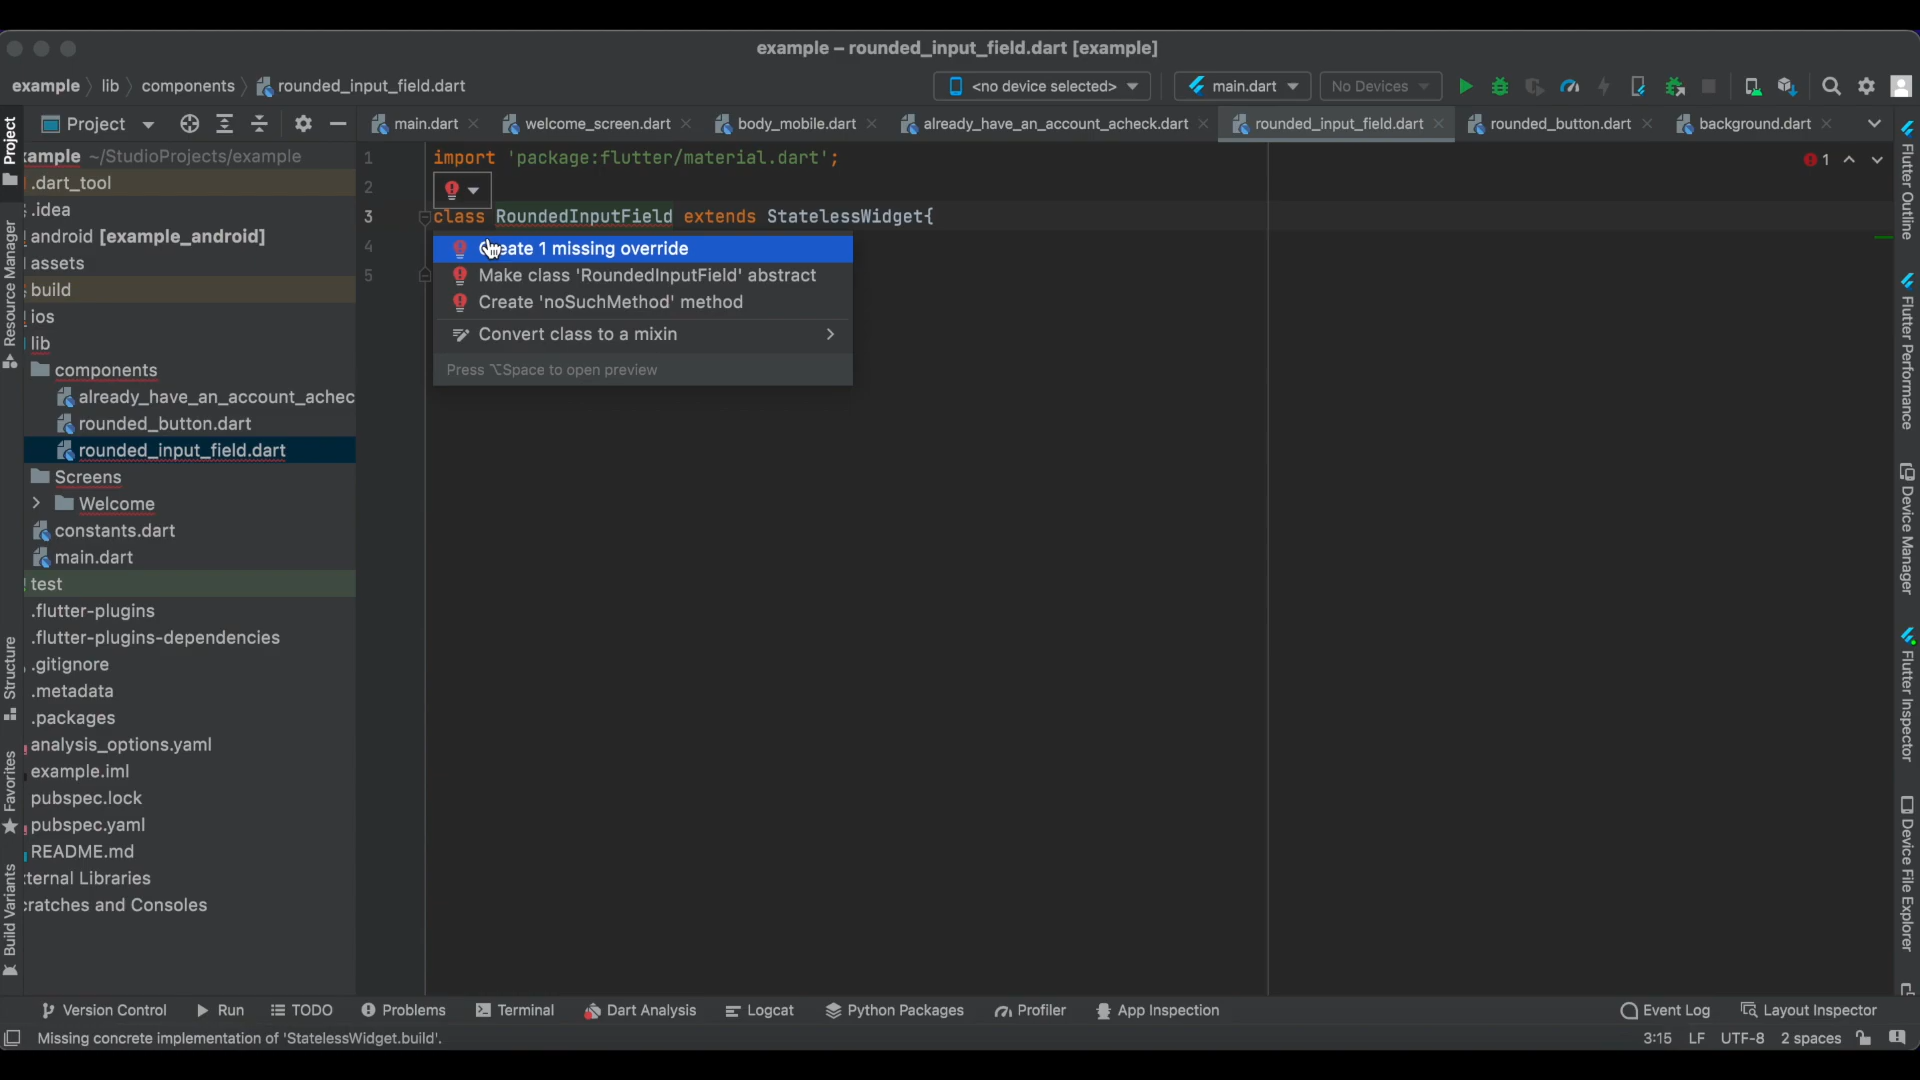 example – rounded_input_field.dart [example]
example lib components rounded_input_field.dart
<no device selected> main.dart No Devices
Project
main.dart welcome_screen.dart body_mobile.dart already_have_an_account_acheck.dart rounded_input_field.dart rounded_button.dart background.dart
ample ~/StudioProjects/example
.dart_tool
.idea
android [example_android]
assets
build
ios
lib
components
already_have_an_account_achec
rounded_button.dart
rounded_input_field.dart
Screens
Welcome
constants.dart
main.dart
test
.flutter-plugins
.flutter-plugins-dependencies
.gitignore
.metadata
.packages
analysis_options.yaml
example.iml
pubspec.lock
pubspec.yaml
README.md
ternal Libraries
ratches and Consoles
Project
Resource Manager
Structure
Favorites
Build Variants
1 import 'package:flutter/material.dart';
2
3 class RoundedInputField extends StatelessWidget{
4
5
1
Create 1 missing override
Make class 'RoundedInputField' abstract
Create 'noSuchMethod' method
Convert class to a mixin
Press ⌥Space to open preview
Flutter Outline
Flutter Performance
Device Manager
Flutter Inspector
Device File Explorer
Version Control Run TODO Problems Terminal Dart Analysis Logcat Python Packages Profiler App Inspection Event Log Layout Inspector
Missing concrete implementation of 'StatelessWidget.build'. 3:15 LF UTF-8 2 spaces